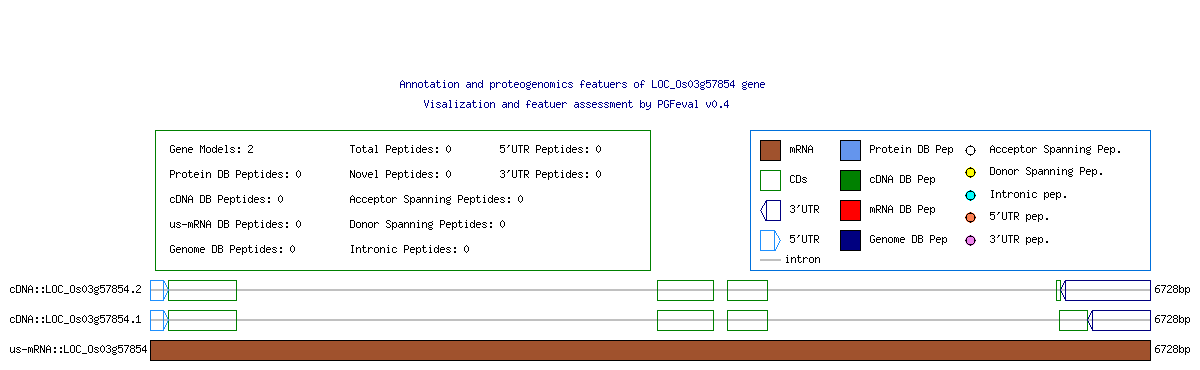 Annotation and proteogenomics featuers of LOC_Os03g57854 gene
Visalization and featuer assessment by PGFeval v0.4
Gene Models: 2 Total Peptides: 0 5'UTR Peptides: 0
Protein DB Peptides: 0 Novel Peptides: 0 3'UTR Peptides: 0
cDNA DB Peptides: 0 Acceptor Spanning Peptides: 0
us-mRNA DB Peptides: 0 Donor Spanning Peptides: 0
Genome DB Peptides: 0 Intronic Peptides: 0
mRNA Protein DB Pep Acceptor Spanning Pep.
CDs cDNA DB Pep Donor Spanning Pep.
3'UTR mRNA DB Pep Intronic pep.
5'UTR Genome DB Pep 5'UTR pep.
intron 3'UTR pep.
cDNA::LOC_Os03g57854.2 6728bp
cDNA::LOC_Os03g57854.1 6728bp
us-mRNA::LOC_Os03g57854 6728bp